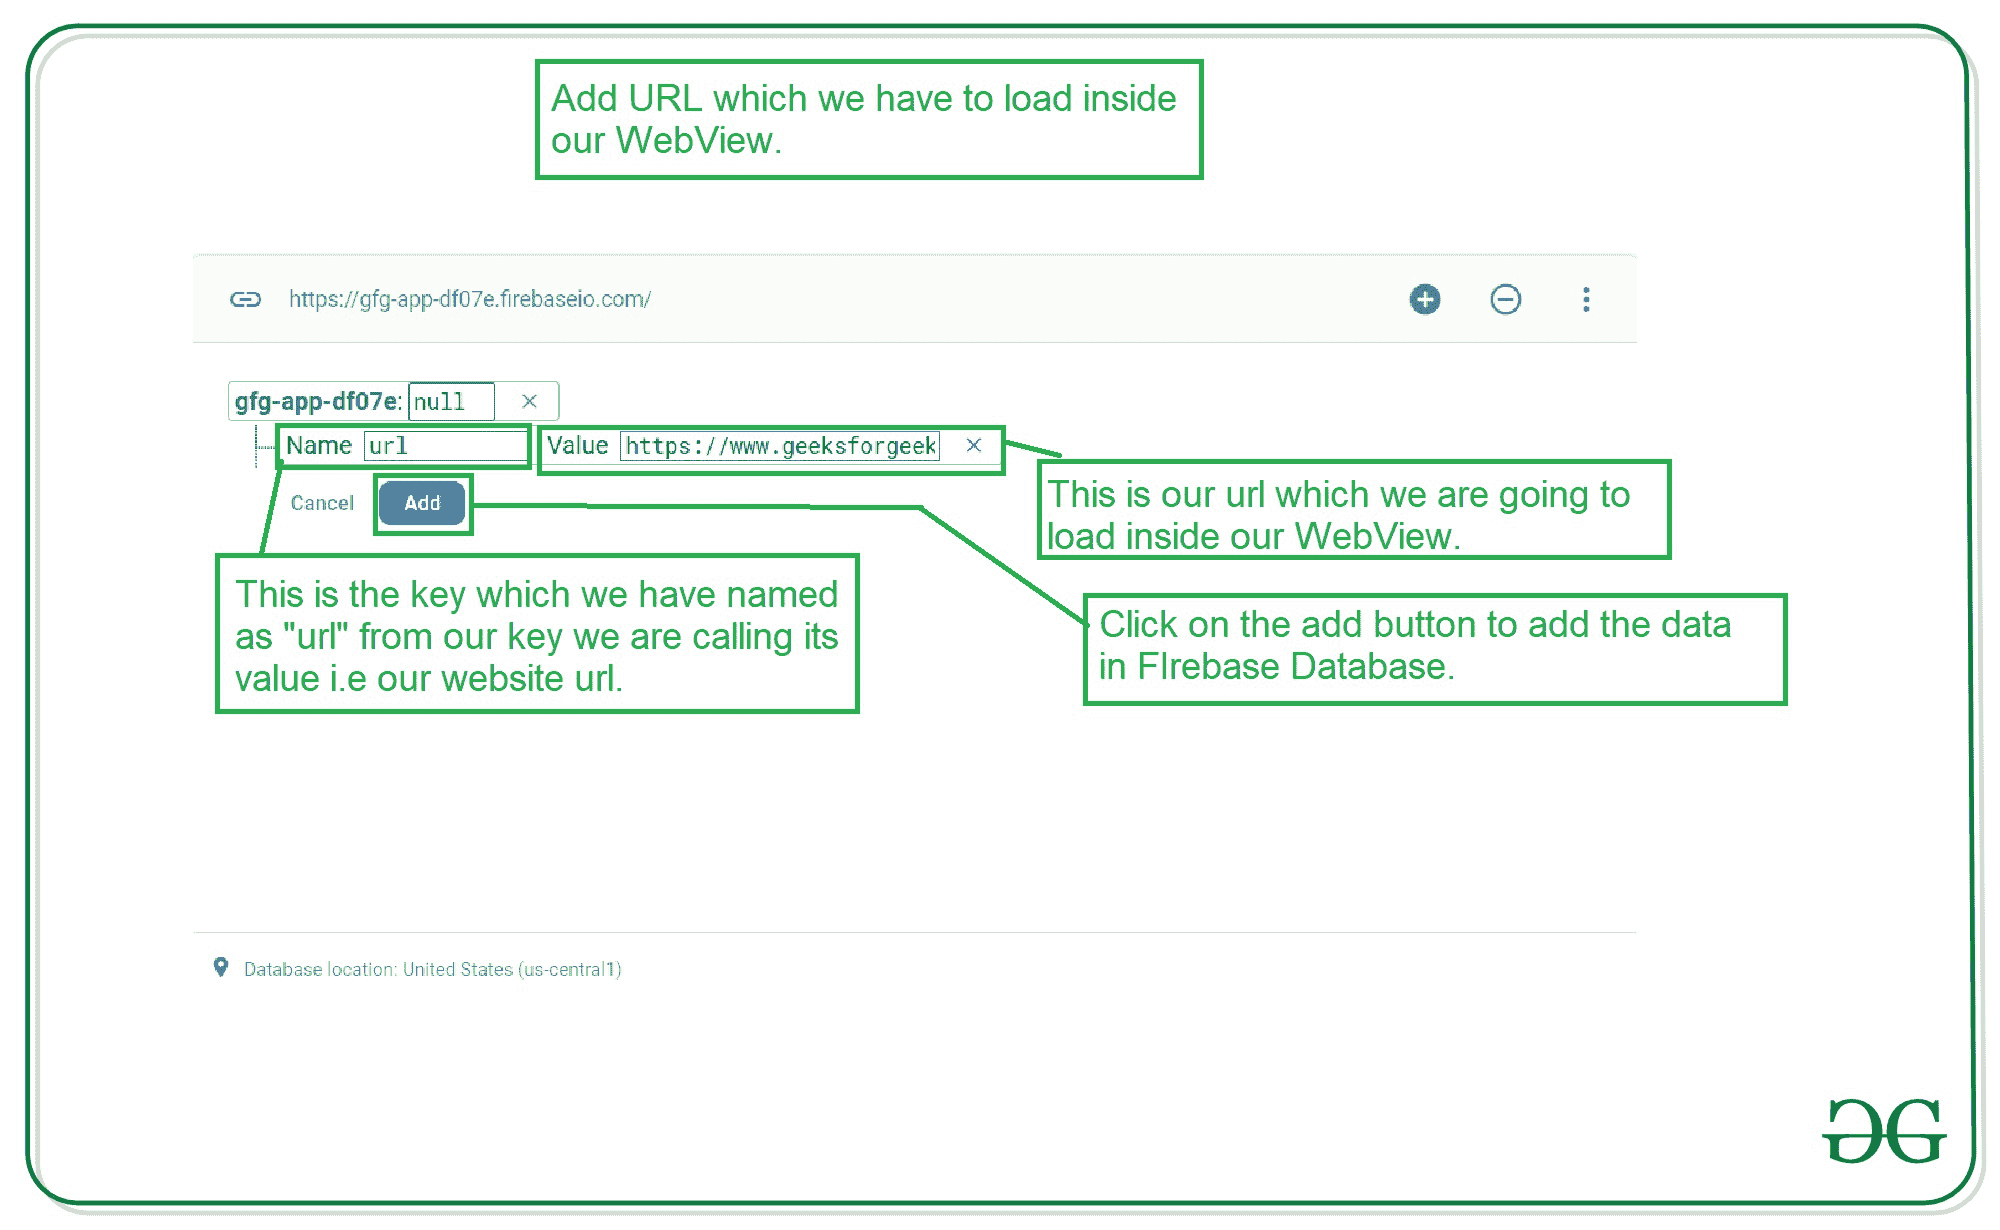 Add URL which we have to load inside
our WebView.
https://gfg-app-df07e.firebaseio.com/
gfg-app-df07e: null
Name url Value https://www.geeksforgeek
Cancel Add
This is our url which we are going to
load inside our WebView.
This is the key which we have named
as "url" from our key we are calling its
value i.e our website url.
Click on the add button to add the data
in FIrebase Database.
Database location: United States (us-central1)